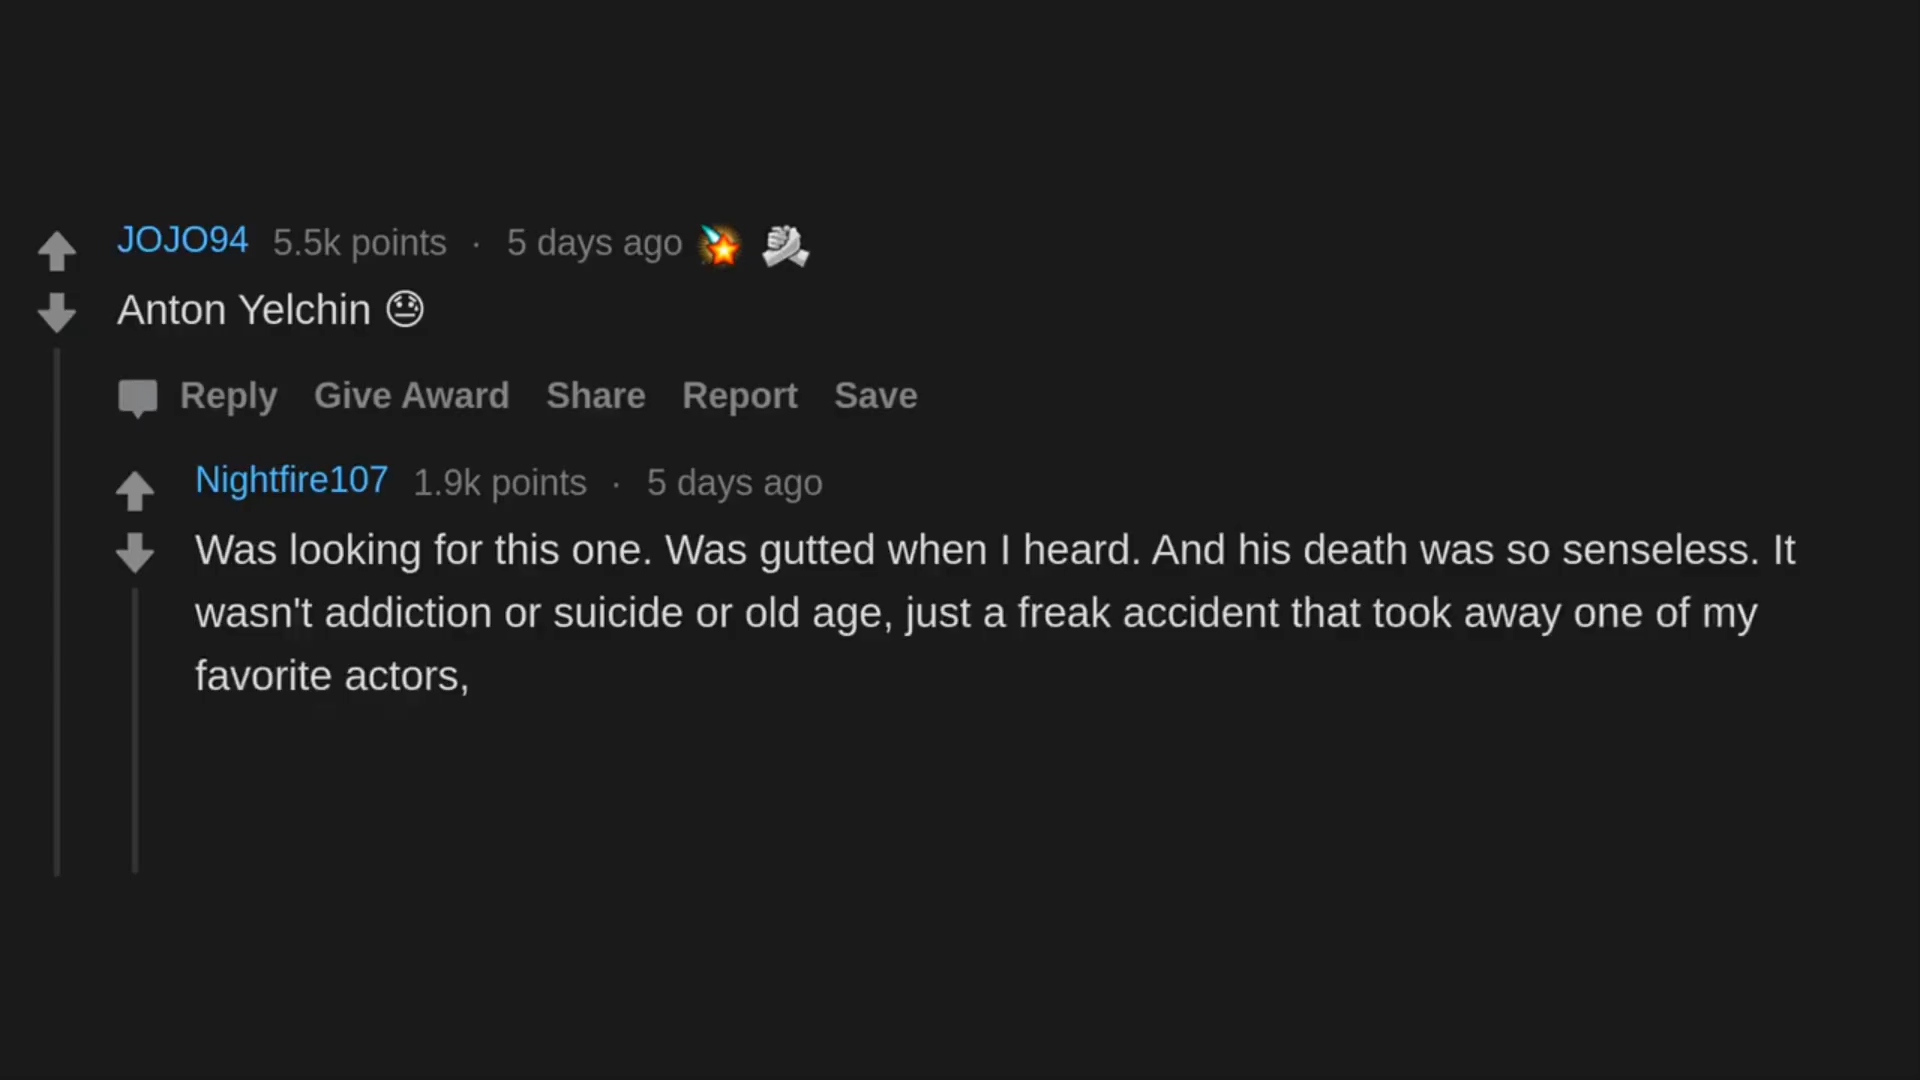 JOJO94 5.5k points · 5 days ago
Anton Yelchin 😓
Reply Give Award Share Report Save
Nightfire107 1.9k points · 5 days ago
Was looking for this one. Was gutted when I heard. And his death was so senseless. It
wasn't addiction or suicide or old age, just a freak accident that took away one of my
favorite actors,